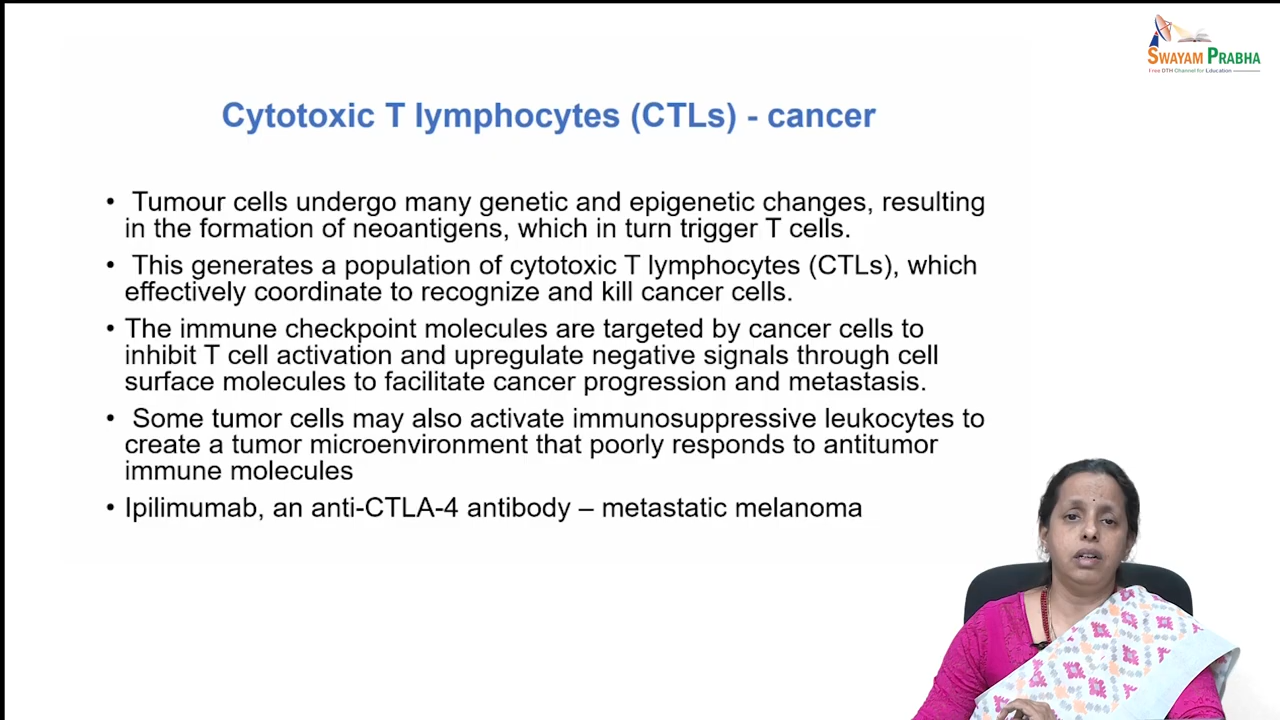 SWAYAM PRABHA
Free DTH Channel for Education
Cytotoxic T lymphocytes (CTLs) - cancer
• Tumour cells undergo many genetic and epigenetic changes, resulting
in the formation of neoantigens, which in turn trigger T cells.
• This generates a population of cytotoxic T lymphocytes (CTLs), which
effectively coordinate to recognize and kill cancer cells.
• The immune checkpoint molecules are targeted by cancer cells to
inhibit T cell activation and upregulate negative signals through cell
surface molecules to facilitate cancer progression and metastasis.
• Some tumor cells may also activate immunosuppressive leukocytes to
create a tumor microenvironment that poorly responds to antitumor
immune molecules
• Ipilimumab, an anti-CTLA-4 antibody – metastatic melanoma